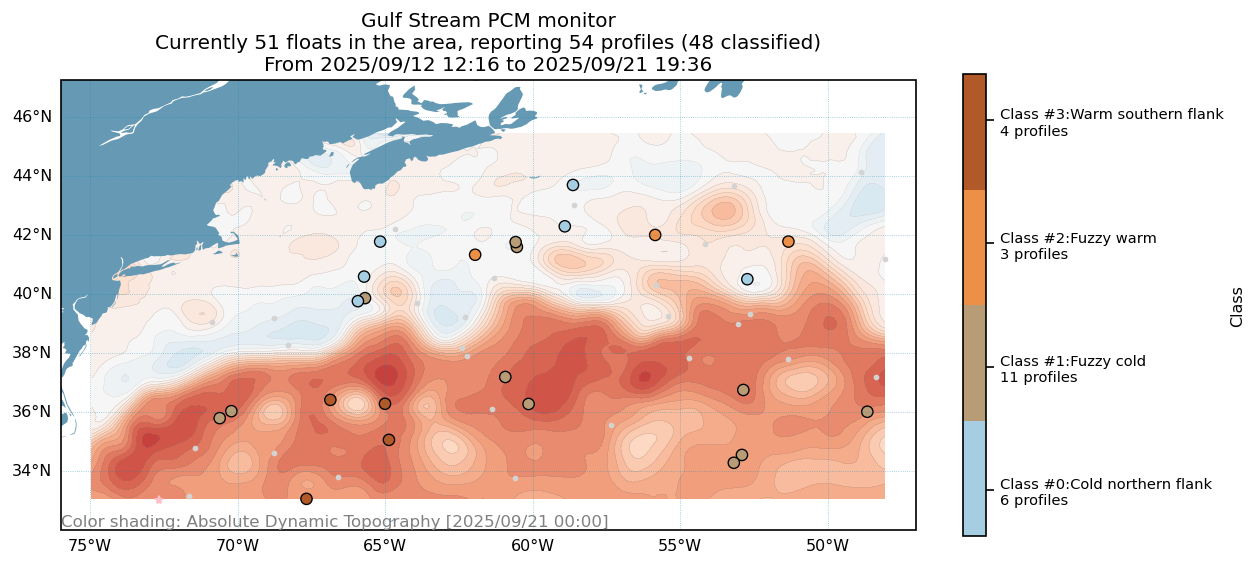 Gulf Stream PCM monitor
Currently 51 floats in the area, reporting 54 profiles (48 classified)
From 2025/09/12 12:16 to 2025/09/21 19:36
46°N
44°N
42°N
40°N
38°N
36°N
34°N
Color shading: Absolute Dynamic Topography [2025/09/21 00:00]
75°W
70°W
65°W
60°W
55°W
50°W
Class #3:Warm southern flank
4 profiles
Class #2:Fuzzy warm
3 profiles
Class #1:Fuzzy cold
11 profiles
Class #0:Cold northern flank
6 profiles
Class